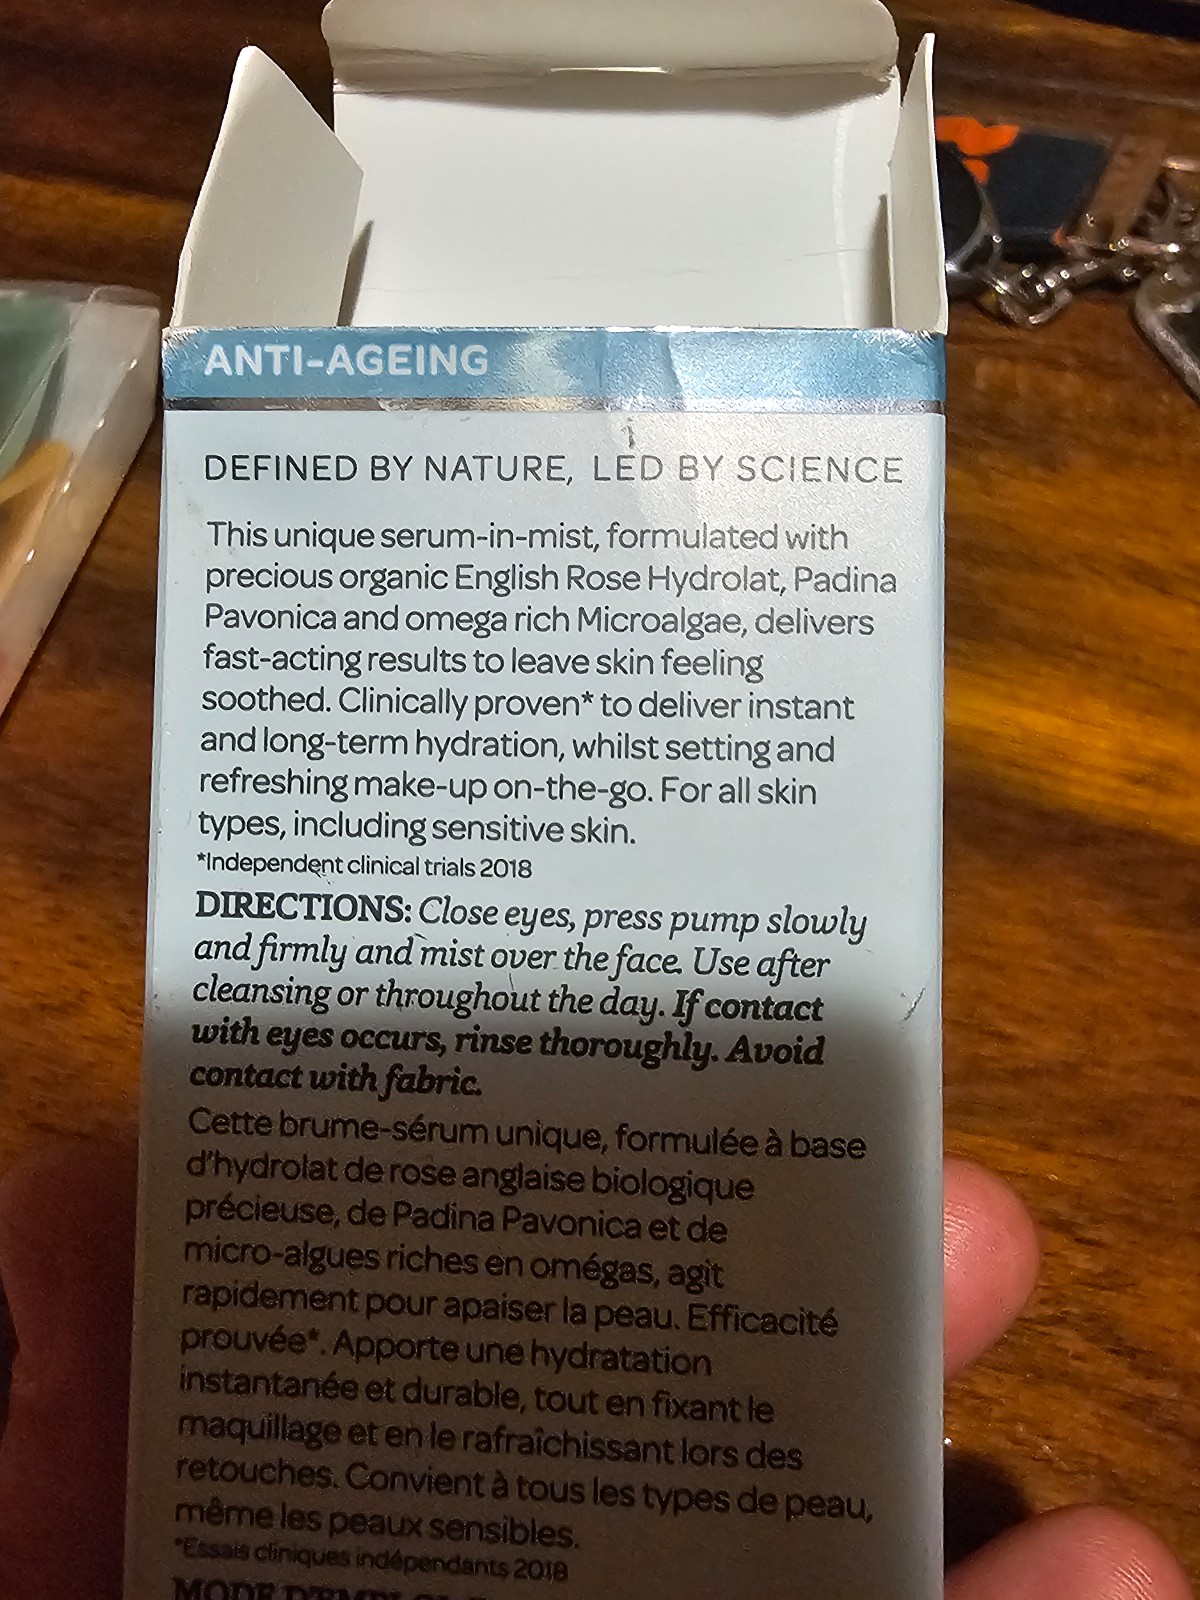 ANTI-AGEING
DEFINED BY NATURE, LED BY SCIENCE
This unique serum-in-mist, formulated with
precious organic English Rose Hydrolat, Padina
Pavonica and omega rich Microalgae, delivers
fast-acting results to leave skin feeling
soothed. Clinically proven* to deliver instant
and long-term hydration, whilst setting and
refreshing make-up on-the-go. For all skin
types, including sensitive skin.
*Independent clinical trials 2018
DIRECTIONS: Close eyes, press pump slowly
and firmly and mist over the face. Use after
cleansing or throughout the day. If contact
with eyes occurs, rinse thoroughly. Avoid
contact with fabric.
Cette brume-sérum unique, formulée à base
d'hydrolat de rose anglaise biologique
précieuse, de Padina Pavonica et de
micro-algues riches en omégas, agit
rapidement pour apaiser la peau. Efficacité
prouvée*. Apporte une hydratation
instantanée et durable, tout en fixant le
maquillage et en le rafraîchissant lors des
retouches. Convient à tous les types de peau,
même les peaux sensibles.
*Essais cliniques indépendants 2018
MODE D'EMPLOI